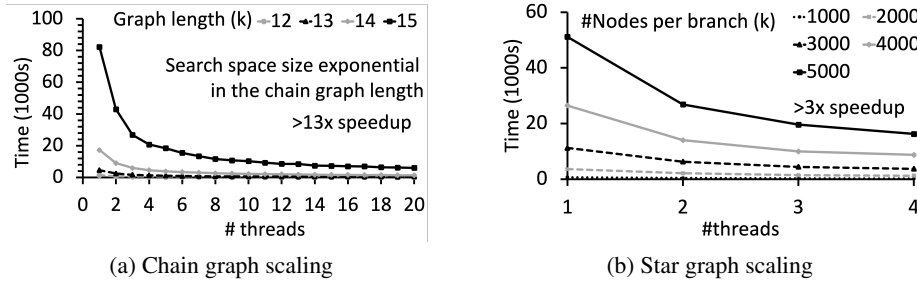 Graph length (k) 12 13 14 15
100
80
60
40
20
0
Time (1000s)
Search space size exponential
in the chain graph length
>13x speedup
0 2 4 6 8 10 12 14 16 18 20
# threads
(a) Chain graph scaling
#Nodes per branch (k)
1000 2000
3000 4000
5000
60
40
20
0
Time (1000s)
>3x speedup
1 2 3 4
#threads
(b) Star graph scaling